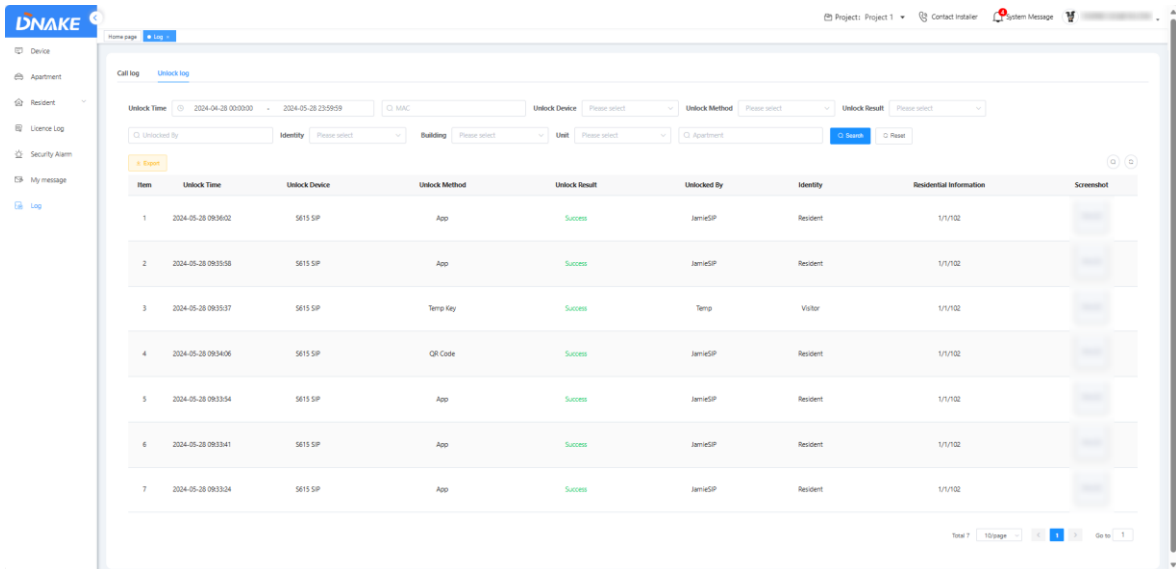 DNAKE
Project: Project 1
Contact Installer
4
System Message
Home page
Log ×
Device
Apartment
Resident
Licence Log
Security Alarm
My message
Log
Call log Unlock log
Unlock Time 2024-04-28 00:00:00 - 2024-05-28 23:59:59 MAC Unlock Device Please select Unlock Method Please select Unlock Result Please select
Unlocked By Identity Please select Building Please select Unit Please select Apartment Search Reset
Export
Item Unlock Time Unlock Device Unlock Method Unlock Result Unlocked By Identity Residential Information Screenshot
1 2024-05-28 09:36:02 S615 SIP App Success JamieSIP Resident 1/1/102
2 2024-05-28 09:35:58 S615 SIP App Success JamieSIP Resident 1/1/102
3 2024-05-28 09:35:37 S615 SIP Temp Key Success Temp Visitor 1/1/102
4 2024-05-28 09:34:06 S615 SIP QR Code Success JamieSIP Resident 1/1/102
5 2024-05-28 09:33:54 S615 SIP App Success JamieSIP Resident 1/1/102
6 2024-05-28 09:33:41 S615 SIP App Success JamieSIP Resident 1/1/102
7 2024-05-28 09:33:24 S615 SIP App Success JamieSIP Resident 1/1/102
Total 7 10/page < 1 > Go to 1